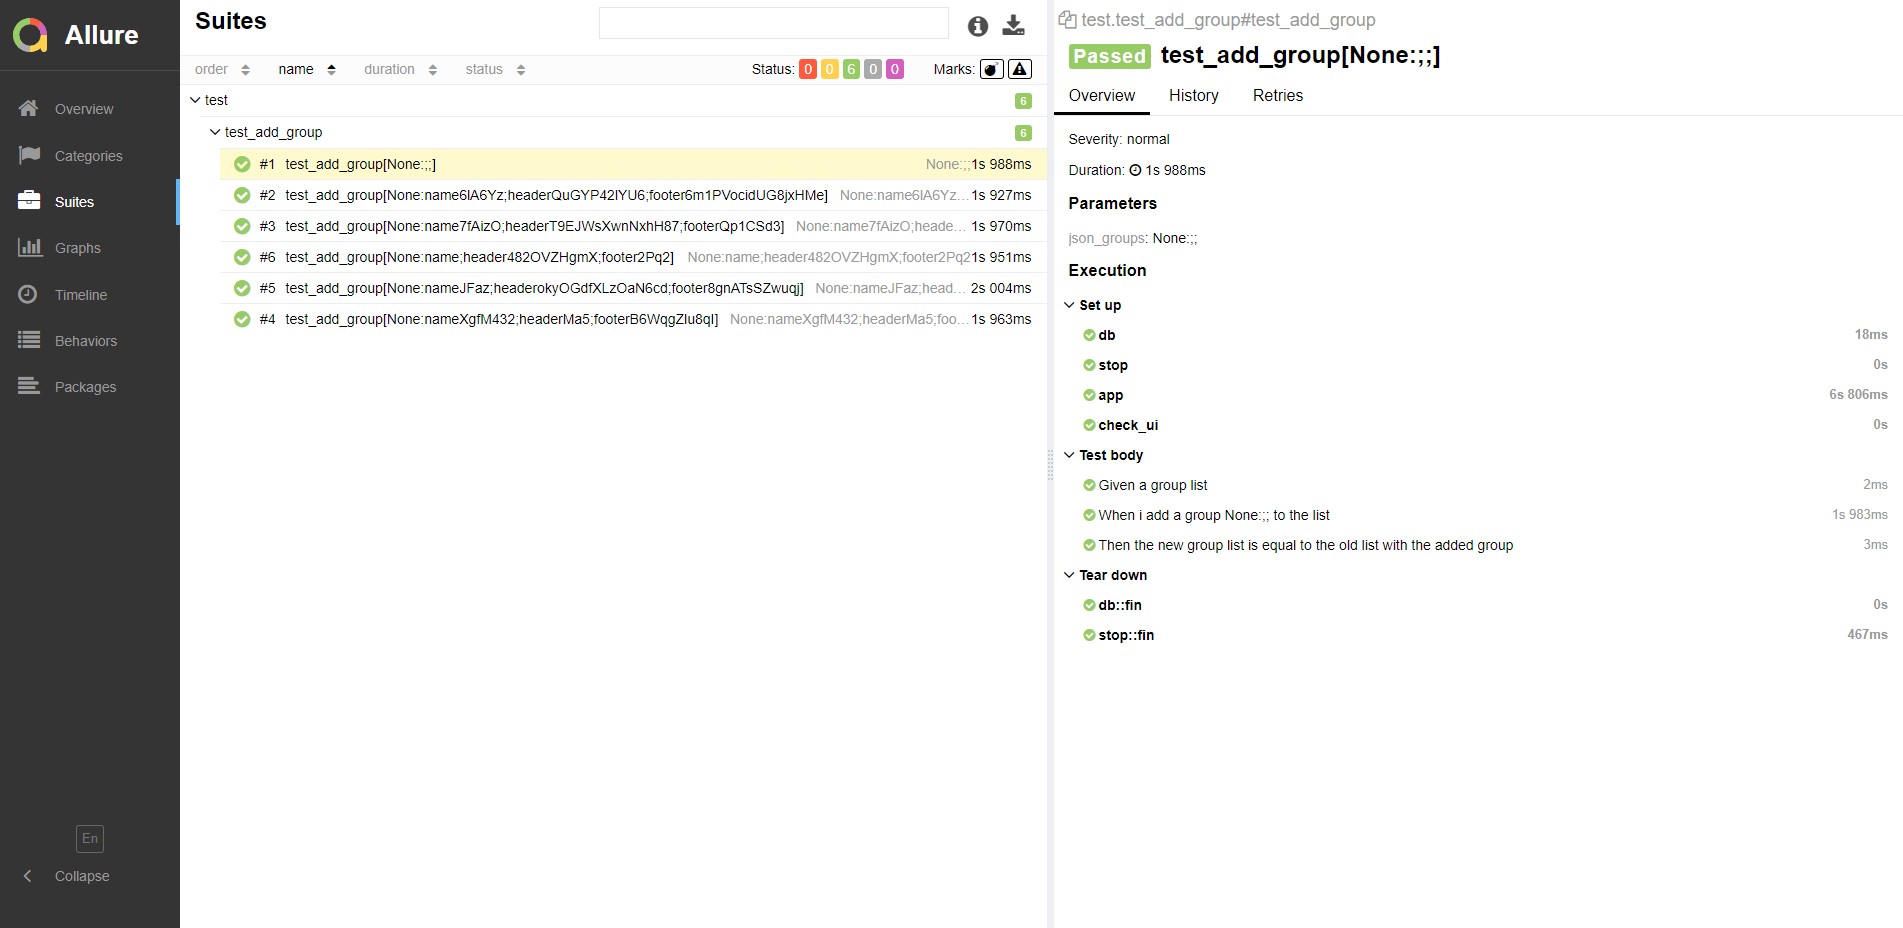 Allure
Overview
Categories
Suites
Graphs
Timeline
Behaviors
Packages
En
Collapse
Suites
order name duration status Status: 0 0 6 0 0 Marks:
test 6
test_add_group 6
#1 test_add_group[None:;;] None:;; 1s 988ms
#2 test_add_group[None:name6lA6Yz;headerQuGYP42lYU6;footer6m1PVocidUG8jxHMe] None:name6lA6Yz... 1s 927ms
#3 test_add_group[None:name7fAizO;headerT9EJWsXwnNxhH87;footerQp1CSd3] None:name7fAizO;heade... 1s 970ms
#6 test_add_group[None:name;header482OVZHgmX;footer2Pq2] None:name;header482OVZHgmX;footer2Pq2 1s 951ms
#5 test_add_group[None:nameJFaz;headerokyOGdfXLzOaN6cd;footer8gnATsSZwuqj] None:nameJFaz;head... 2s 004ms
#4 test_add_group[None:nameXgfM432;headerMa5;footerB6WqgZlu8ql] None:nameXgfM432;headerMa5;foo... 1s 963ms
test.test_add_group#test_add_group
Passed test_add_group[None:;;]
Overview History Retries
Severity: normal
Duration: 1s 988ms
Parameters
json_groups: None:;;
Execution
Set up
db 18ms
stop 0s
app 6s 806ms
check_ui 0s
Test body
Given a group list 2ms
When i add a group None:;; to the list 1s 983ms
Then the new group list is equal to the old list with the added group 3ms
Tear down
db::fin 0s
stop::fin 467ms